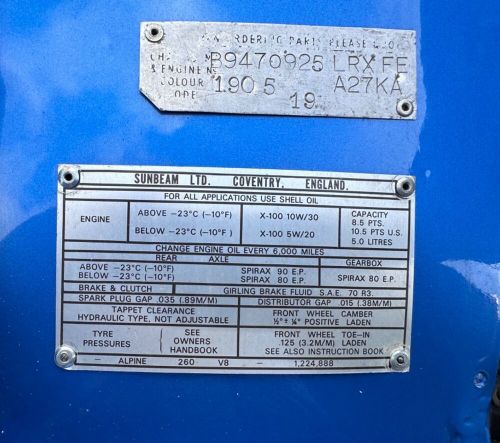 ORDERING PARTS PLEASE
B9470925 LRX FE
& ENGINE No
COLOUR 190 5 A27KA
CODE 19
SUNBEAM LTD. COVENTRY, ENGLAND.
FOR ALL APPLICATIONS USE SHELL OIL
ENGINE ABOVE –23°C (–10°F) X-100 10W/30 CAPACITY 8.5 PTS.
BELOW –23°C (–10°F) X-100 5W/20 10.5 PTS U.S. 5.0 LITRES
CHANGE ENGINE OIL EVERY 6,000 MILES
REAR AXLE GEARBOX
ABOVE –23°C (–10°F) SPIRAX 90 E.P. SPIRAX 80 E.P.
BELOW –23°C (–10°F) SPIRAX 80 E.P.
BRAKE & CLUTCH GIRLING BRAKE FLUID S.A.E. 70 R3.
SPARK PLUG GAP .035 (.89M/M) DISTRIBUTOR GAP .015 (.38M/M)
TAPPET CLEARANCE FRONT WHEEL CAMBER
HYDRAULIC TYPE, NOT ADJUSTABLE ½° ± ¼° POSITIVE LADEN
TYRE PRESSURES SEE OWNERS HANDBOOK FRONT WHEEL TOE-IN
.125 (3.2M/M) LADEN
SEE ALSO INSTRUCTION BOOK
– ALPINE 260 V8 – 1,224,888